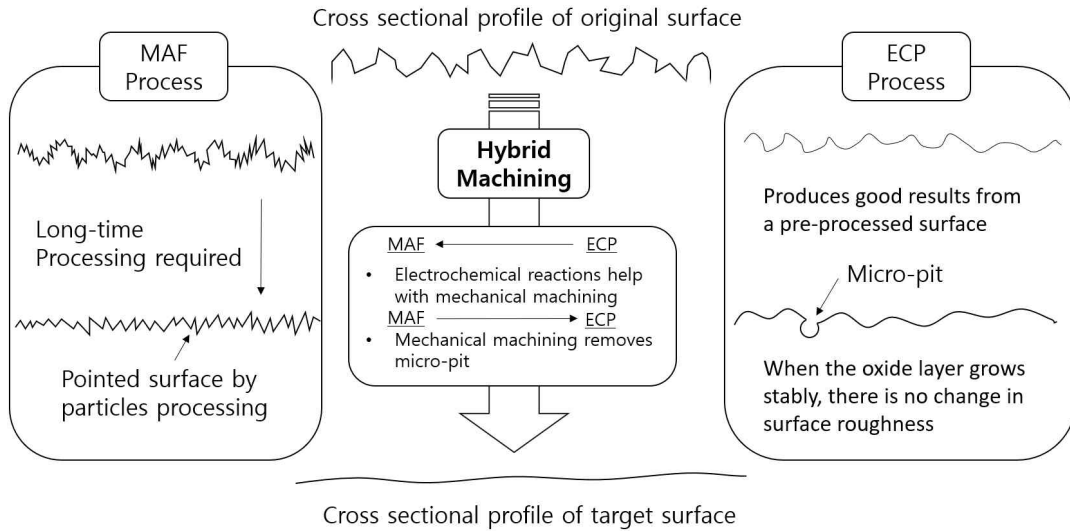 Cross sectional profile of original surface
MAF
Process
Long-time
Processing required
Pointed surface by
particles processing
Hybrid
Machining
MAF ECP
• Electrochemical reactions help
with mechanical machining
MAF ECP
• Mechanical machining removes
micro-pit
Cross sectional profile of target surface
ECP
Process
Produces good results from
a pre-processed surface
Micro-pit
When the oxide layer grows
stably, there is no change in
surface roughness